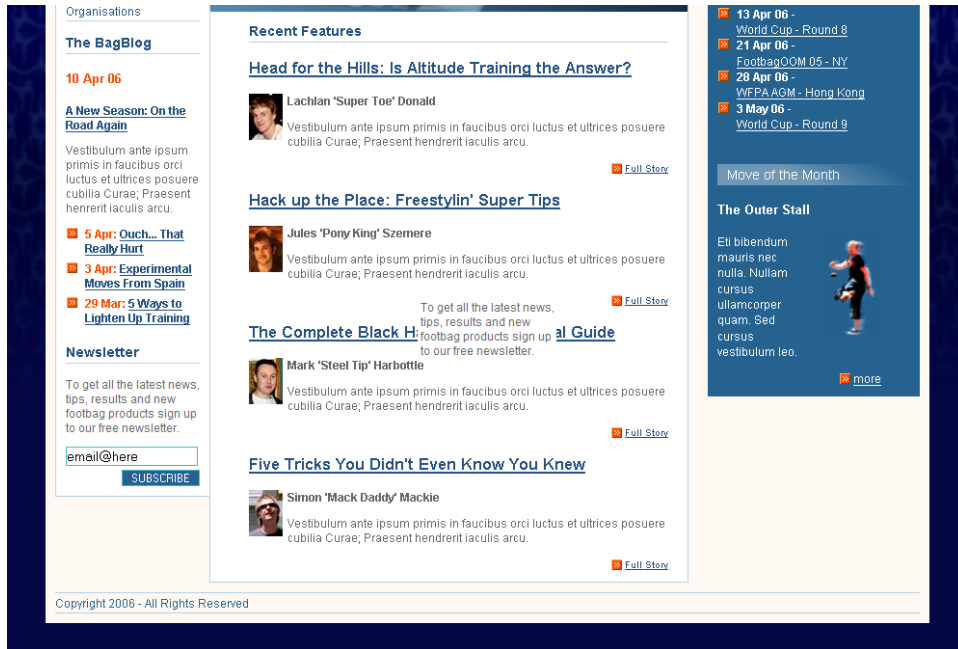 Organisations
The BagBlog
10 Apr 06
A New Season: On the
Road Again
Vestibulum ante ipsum
primis in faucibus orci
luctus et ultrices posuere
cubilia Curae; Praesent
henrerit iaculis arcu.
5 Apr: Ouch... That
Really Hurt
3 Apr: Experimental
Moves From Spain
29 Mar: 5 Ways to
Lighten Up Training
Newsletter
To get all the latest news,
tips, results and new
footbag products sign up
to our free newsletter.
email@here
SUBSCRIBE
Recent Features
Head for the Hills: Is Altitude Training the Answer?
Lachlan 'Super Toe' Donald
Vestibulum ante ipsum primis in faucibus orci luctus et ultrices posuere
cubilia Curae; Praesent hendrerit iaculis arcu.
Full Story
Hack up the Place: Freestylin' Super Tips
Jules 'Pony King' Szemere
Vestibulum ante ipsum primis in faucibus orci luctus et ultrices posuere
cubilia Curae; Praesent hendrerit iaculis arcu.
Full Story
To get all the latest news,
tips, results and new
footbag products sign up
to our free newsletter.
The Complete Black al Guide
Mark 'Steel Tip' Harbottle
Vestibulum ante ipsum primis in faucibus orci luctus et ultrices posuere
cubilia Curae; Praesent hendrerit iaculis arcu.
Full Story
Five Tricks You Didn't Even Know You Knew
Simon 'Mack Daddy' Mackie
Vestibulum ante ipsum primis in faucibus orci luctus et ultrices posuere
cubilia Curae; Praesent hendrerit iaculis arcu.
Full Story
13 Apr 06 -
World Cup - Round 8
21 Apr 06 -
FootbagOOM 05 - NY
28 Apr 06 -
WFPA AGM - Hong Kong
3 May 06 -
World Cup - Round 9
Move of the Month
The Outer Stall
Eti bibendum
mauris nec
nulla. Nullam
cursus
ullamcorper
quam. Sed
cursus
vestibulum leo.
more
Copyright 2006 - All Rights Reserved